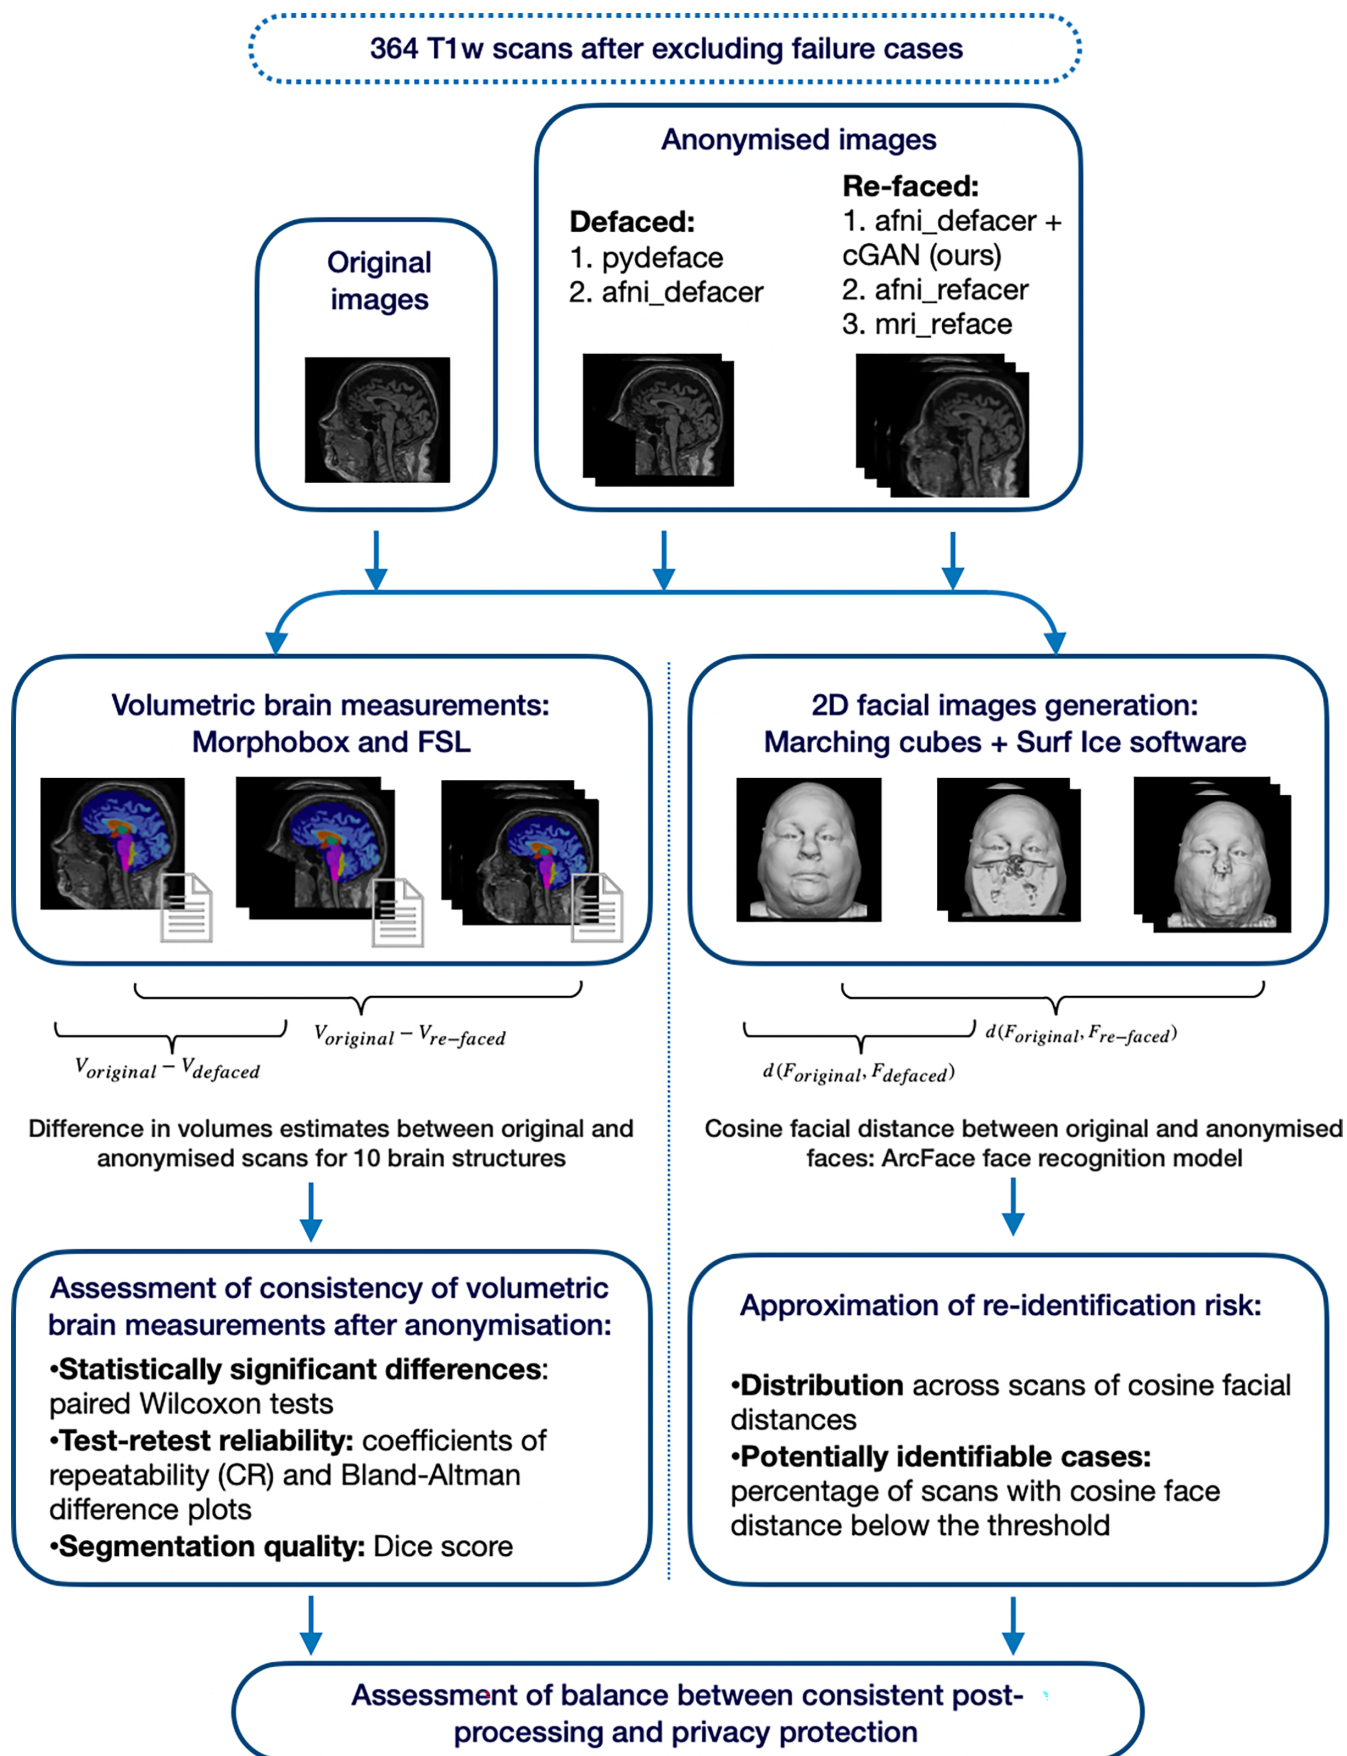 364 T1w scans after excluding failure cases
Original
images
Anonymised images
Defaced:
1. pydeface
2. afni_defacer
Re-faced:
1. afni_defacer +
cGAN (ours)
2. afni_refacer
3. mri_reface
Volumetric brain measurements:
Morphobox and FSL
V_original − V_re−faced
V_original − V_defaced
Difference in volumes estimates between original and
anonymised scans for 10 brain structures
2D facial images generation:
Marching cubes + Surf Ice software
d(F_original, F_re−faced)
d(F_original, F_defaced)
Cosine facial distance between original and anonymised
faces: ArcFace face recognition model
Assessment of consistency of volumetric
brain measurements after anonymisation:
•Statistically significant differences:
paired Wilcoxon tests
•Test-retest reliability: coefficients of
repeatability (CR) and Bland-Altman
difference plots
•Segmentation quality: Dice score
Approximation of re-identification risk:
•Distribution across scans of cosine facial
distances
•Potentially identifiable cases:
percentage of scans with cosine face
distance below the threshold
Assessment of balance between consistent post-
processing and privacy protection